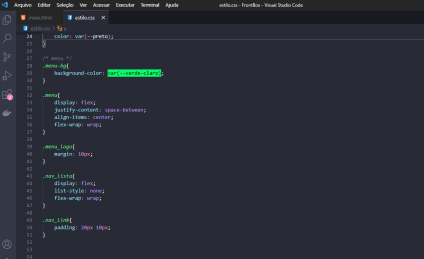 Arquivo Editar Seleção Ver Acessar Executar Terminal Ajuda
estilo.css - FrontBox - Visual Studio Code
index.html
estilo.css
estilo.css > a
24 color: var(--preto);
25 }
26
27 /* menu */
28 .menu-bg{
29 background-color: var(--verde-claro);
30 }
31
32 .menu{
33 display: flex;
34 justify-content: space-between;
35 align-items: center;
36 flex-wrap: wrap;
37 }
38
39 .menu_logo{
40 margin: 10px;
41 }
42
43 .nav_lista{
44 display: flex;
45 list-style: none;
46 flex-wrap: wrap;
47 }
48
49 .nav_link{
50 padding: 20px 10px;
51 }
52
53
54